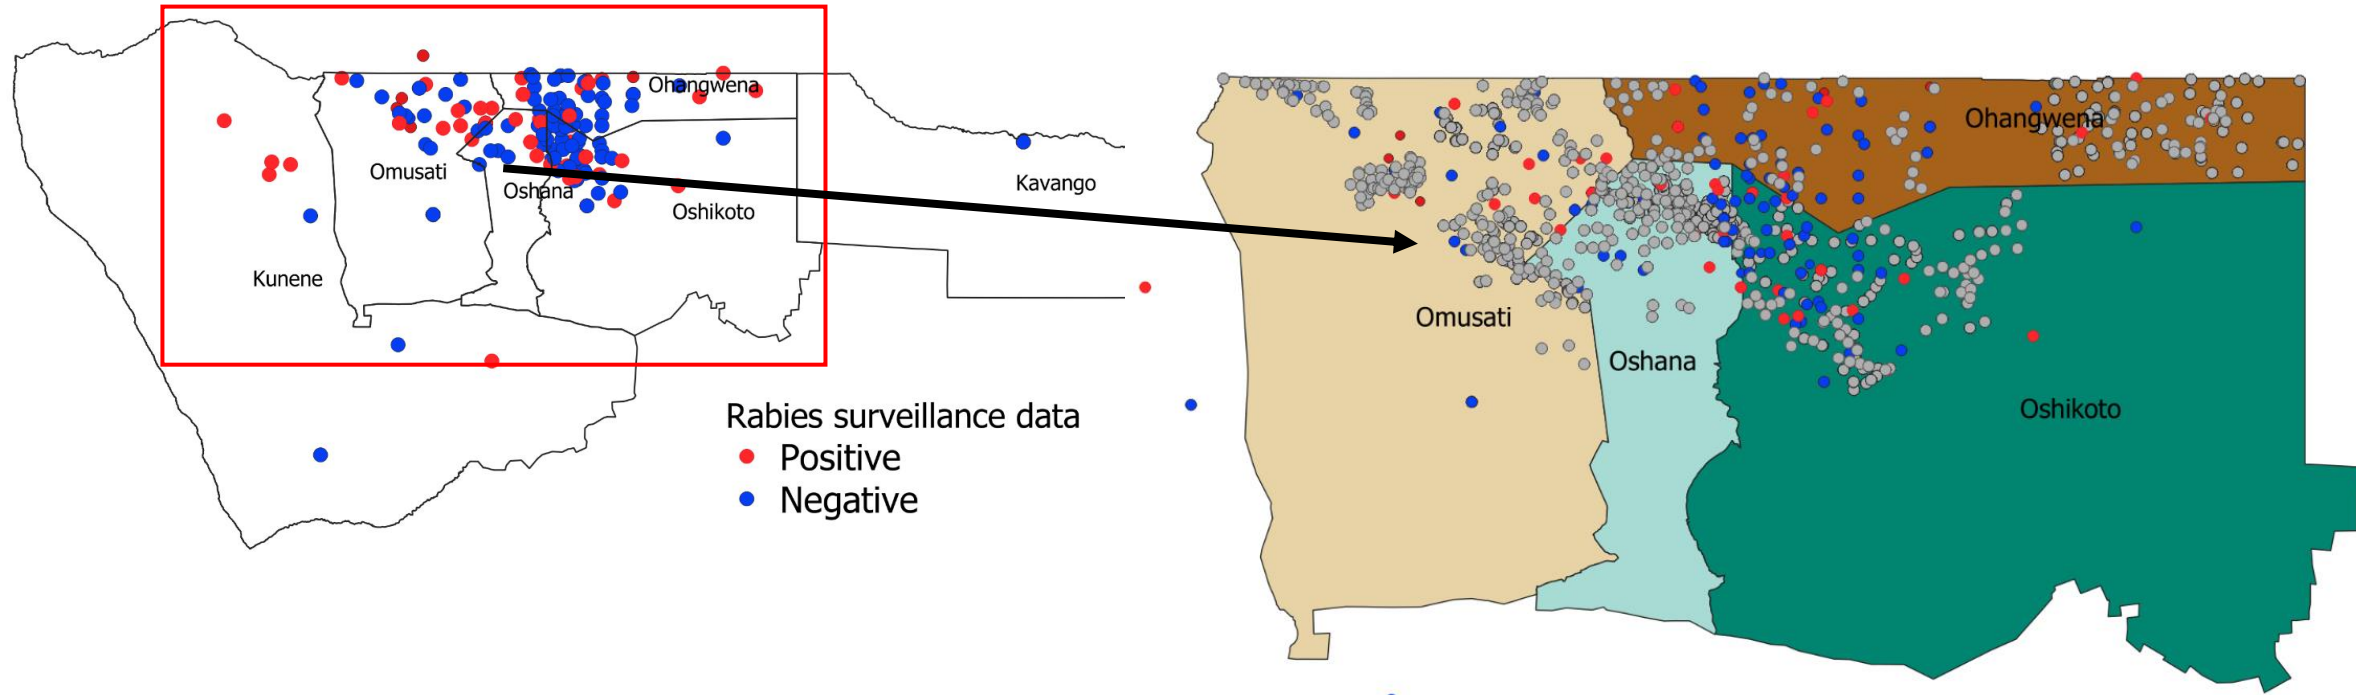 Ohangwena
Omusati
Oshana
Oshikoto
Kavango
Kunene
Rabies surveillance data
Positive
Negative
Ohangwena
Omusati
Oshana
Oshikoto